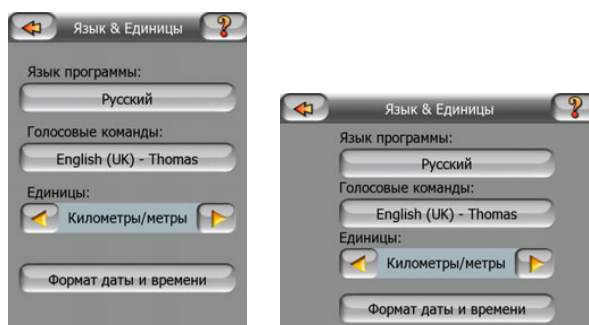 Язык & Единицы
Язык программы:
Русский
Голосовые команды:
English (UK) - Thomas
Единицы:
Километры/метры
Формат даты и времени
Язык & Единицы
Язык программы:
Русский
Голосовые команды:
English (UK) - Thomas
Единицы:
Километры/метры
Формат даты и времени